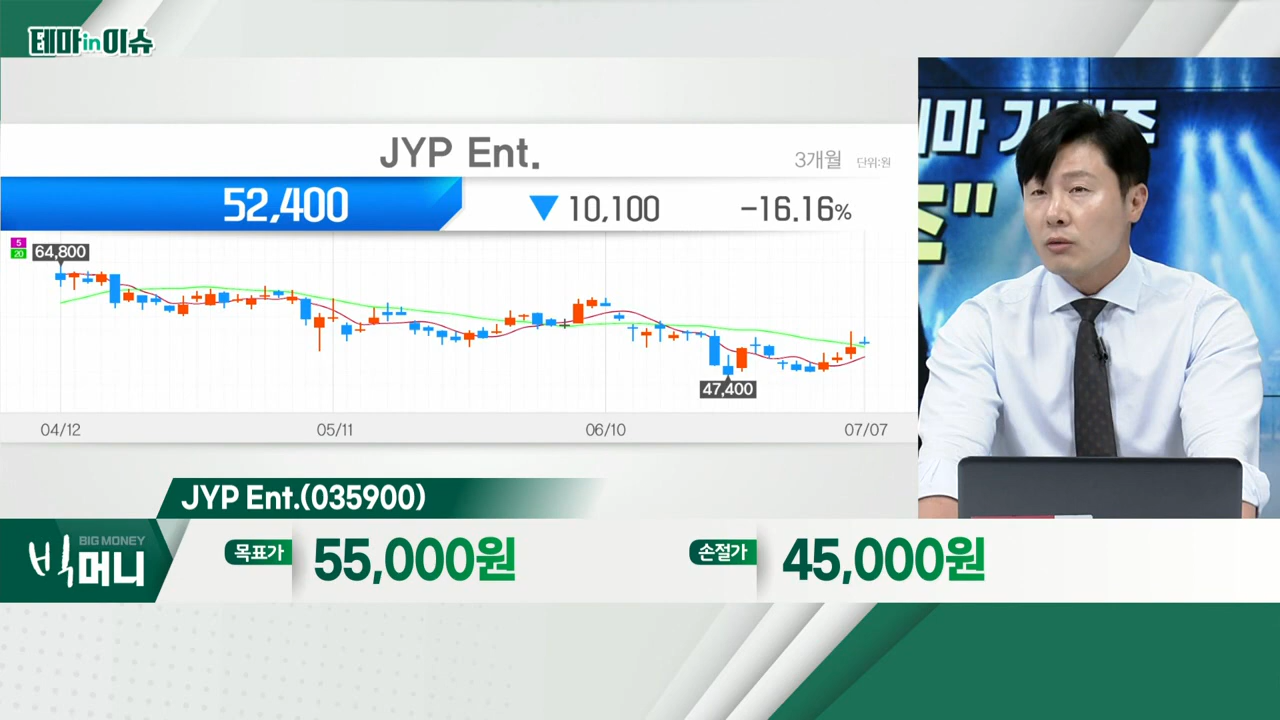 테마in이슈
JYP Ent.
3개월 단위:원
52,400 ▼10,100 -16.16%
5
20
64,800
47,400
04/12 05/11 06/10 07/07
JYP Ent.(035900)
BIG MONEY
빅머니
목표가 55,000원 손절가 45,000원